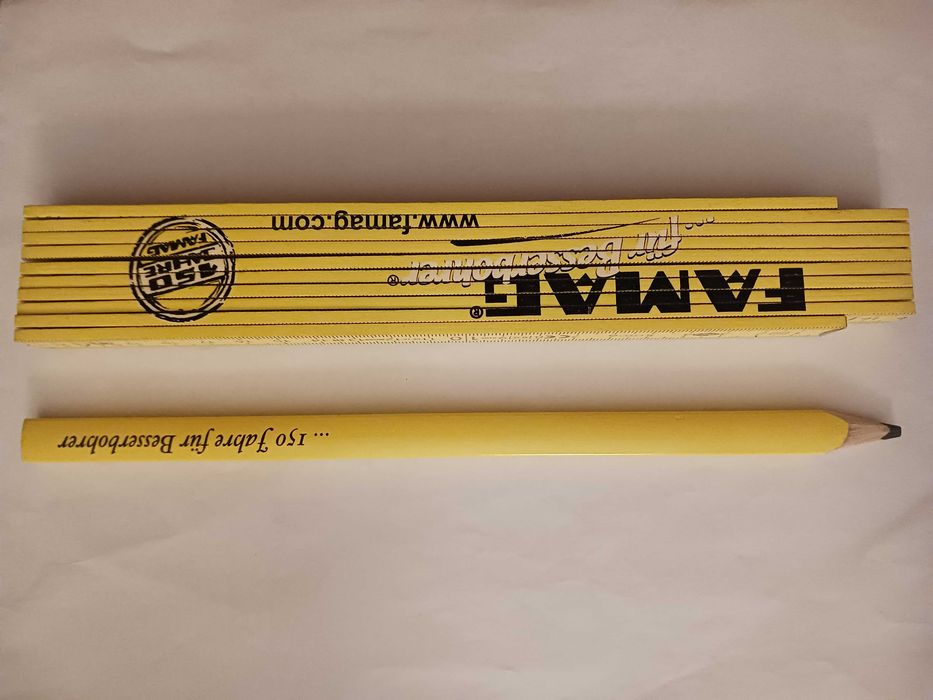 FAMAG®
... für Besserbohrer®
www.famag.com
150
JAHRE
FAMAG
... 150 Jahre für Besserbohrer